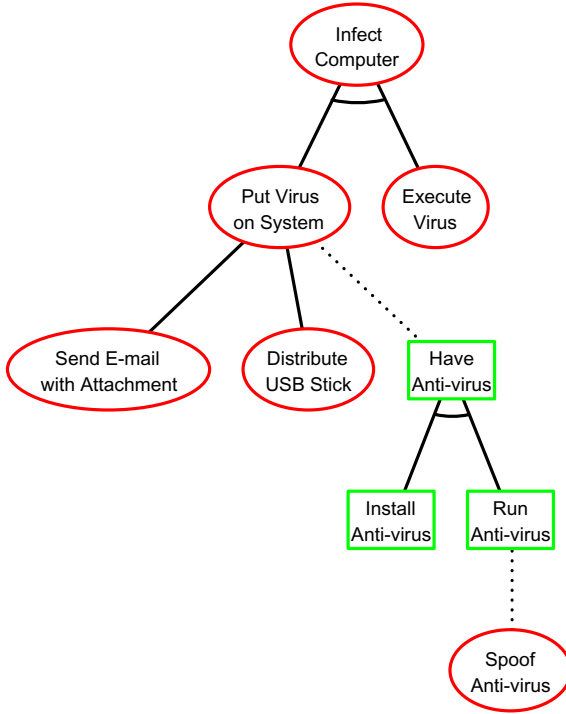 Infect
Computer
Put Virus
on System
Execute
Virus
Send E-mail
with Attachment
Distribute
USB Stick
Have
Anti-virus
Install
Anti-virus
Run
Anti-virus
Spoof
Anti-virus